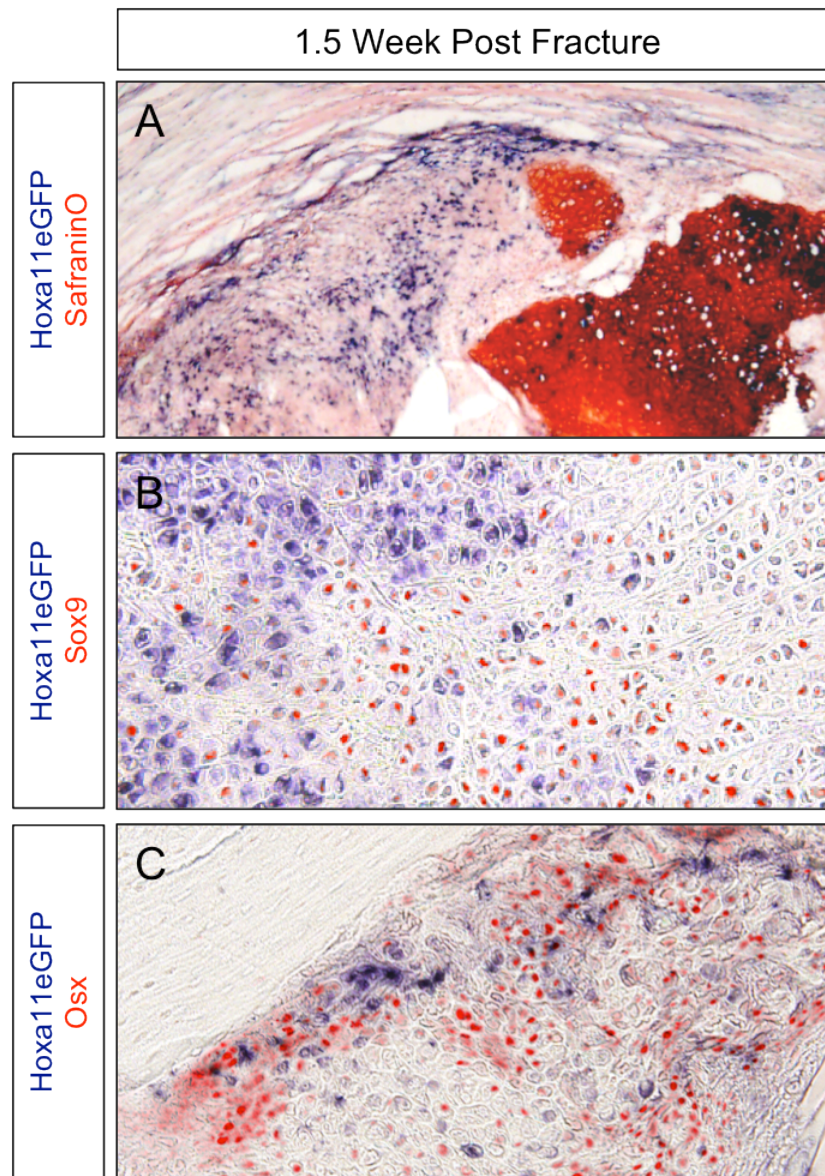 1.5 Week Post Fracture
Hoxa11eGFP
SafraninO
A
Hoxa11eGFP
Sox9
B
Hoxa11eGFP
Osx
C